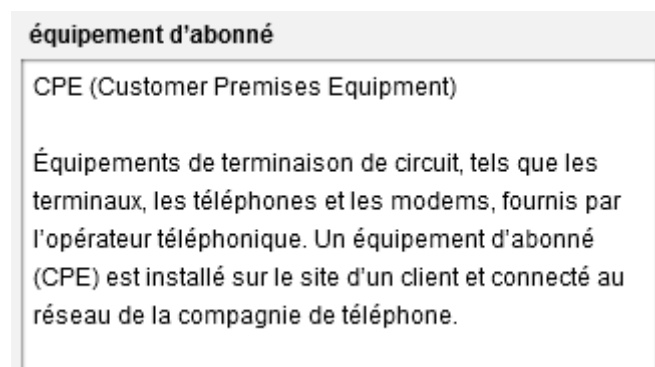 équipement d’abonné
CPE (Customer Premises Equipment)
Équipements de terminaison de circuit, tels que les
terminaux, les téléphones et les modems, fournis par
l’opérateur téléphonique. Un équipement d’abonné
(CPE) est installé sur le site d’un client et connecté au
réseau de la compagnie de téléphone.